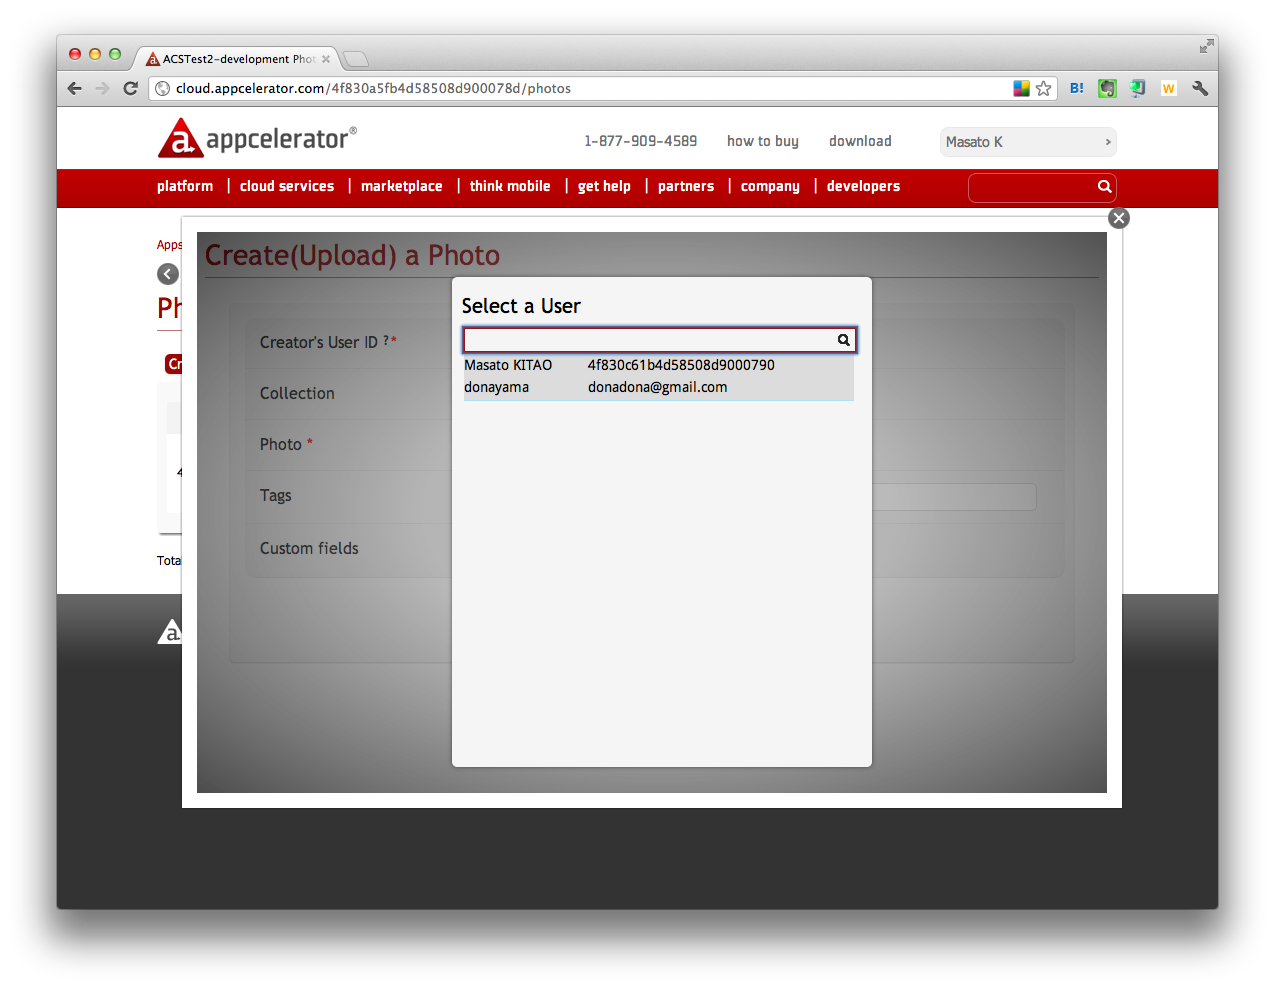 ACSTest2-development Phot
cloud.appcelerator.com/4f830a5fb4d58508d900078d/photos
B!
W
a. appcelerator®
1-877-909-4589 how to buy download Masato K
platform | cloud services | marketplace | think mobile | get help | partners | company | developers
Apps
Create(Upload) a Photo
Ph
Select a User
Creator's User ID ?*
Cr
Masato KITAO 4f830c61b4d58508d9000790
donayama donadona@gmail.com
Collection
Photo *
4
Tags
Custom fields
Tota
a.